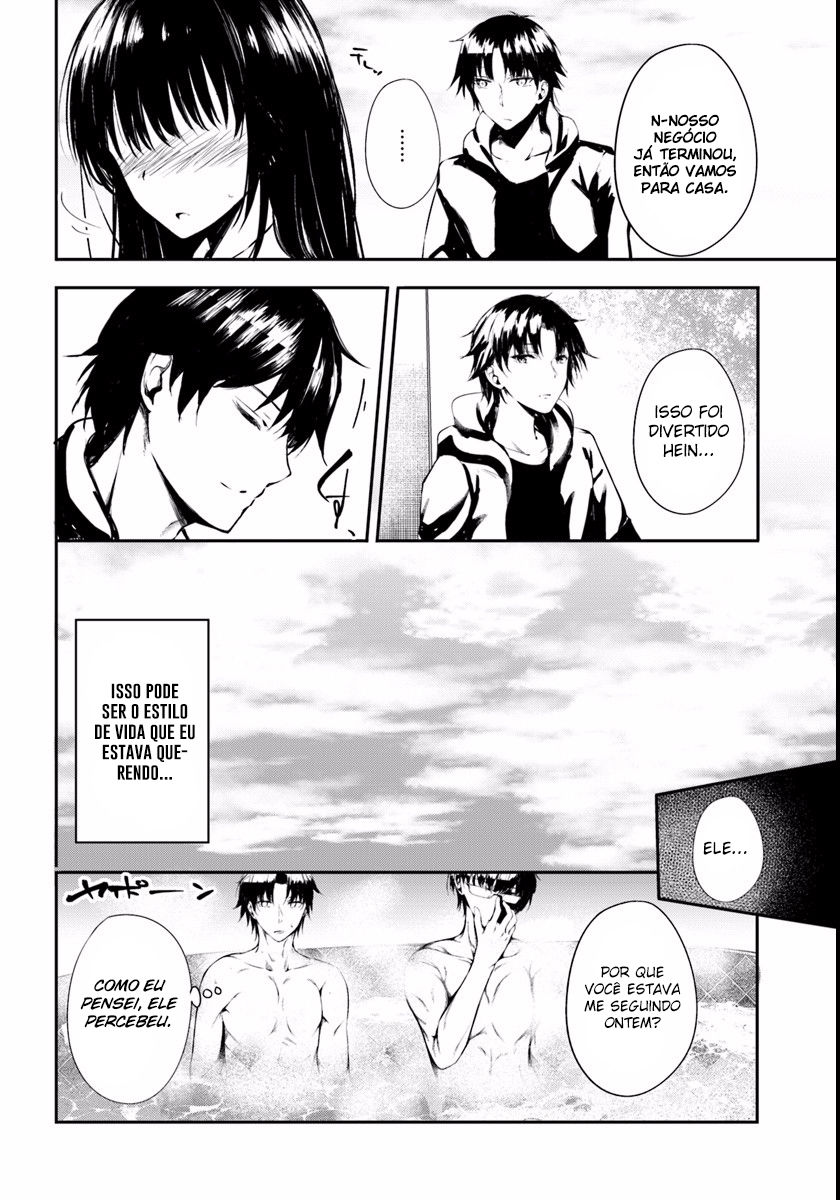 N-NOSSO
NEGÓCIO
JÁ TERMINOU,
ENTÃO VAMOS
PARA CASA.
......
ISSO FOI
DIVERTIDO
HEIN...
ISSO PODE
SER O ESTILO
DE VIDA QUE EU
ESTAVA QUE-
RENDO...
ELE...
POR QUE
VOCÊ ESTAVA
ME SEGUINDO
ONTEM?
COMO EU
PENSEI, ELE
PERCEBEU.